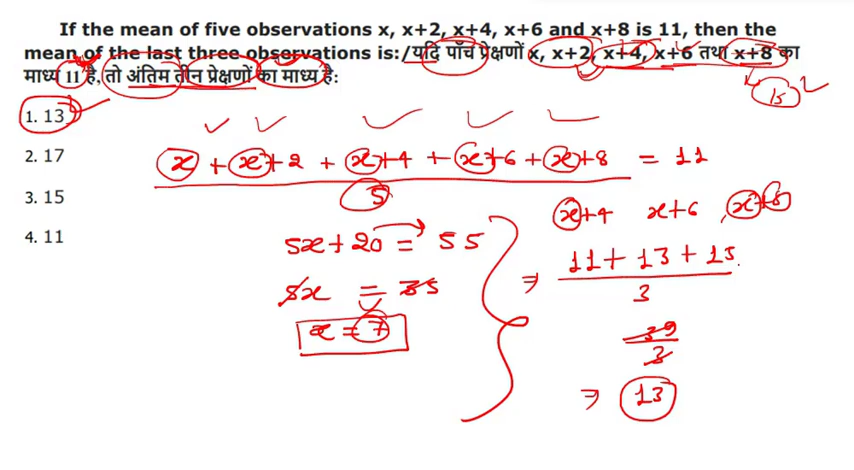 If the mean of five observations x, x+2, x+4, x+6 and x+8 is 11, then the
mean of the last three observations is:/यदि पाँच प्रेक्षणों x, x+2, x+4, x+6 तथा x+8 का
माध्य 11 है, तो अंतिम तीन प्रेक्षणों का माध्य है:
15
1. 13
2. 17
3. 15
4. 11
x + x+2 + x+4 + x+6 + x+8 = 11
5
5x+20 = 55
5x = 35
x = 7
x+4 x+6, x+8
⇒ 11 + 13 + 15
3
39
3
⇒ 13